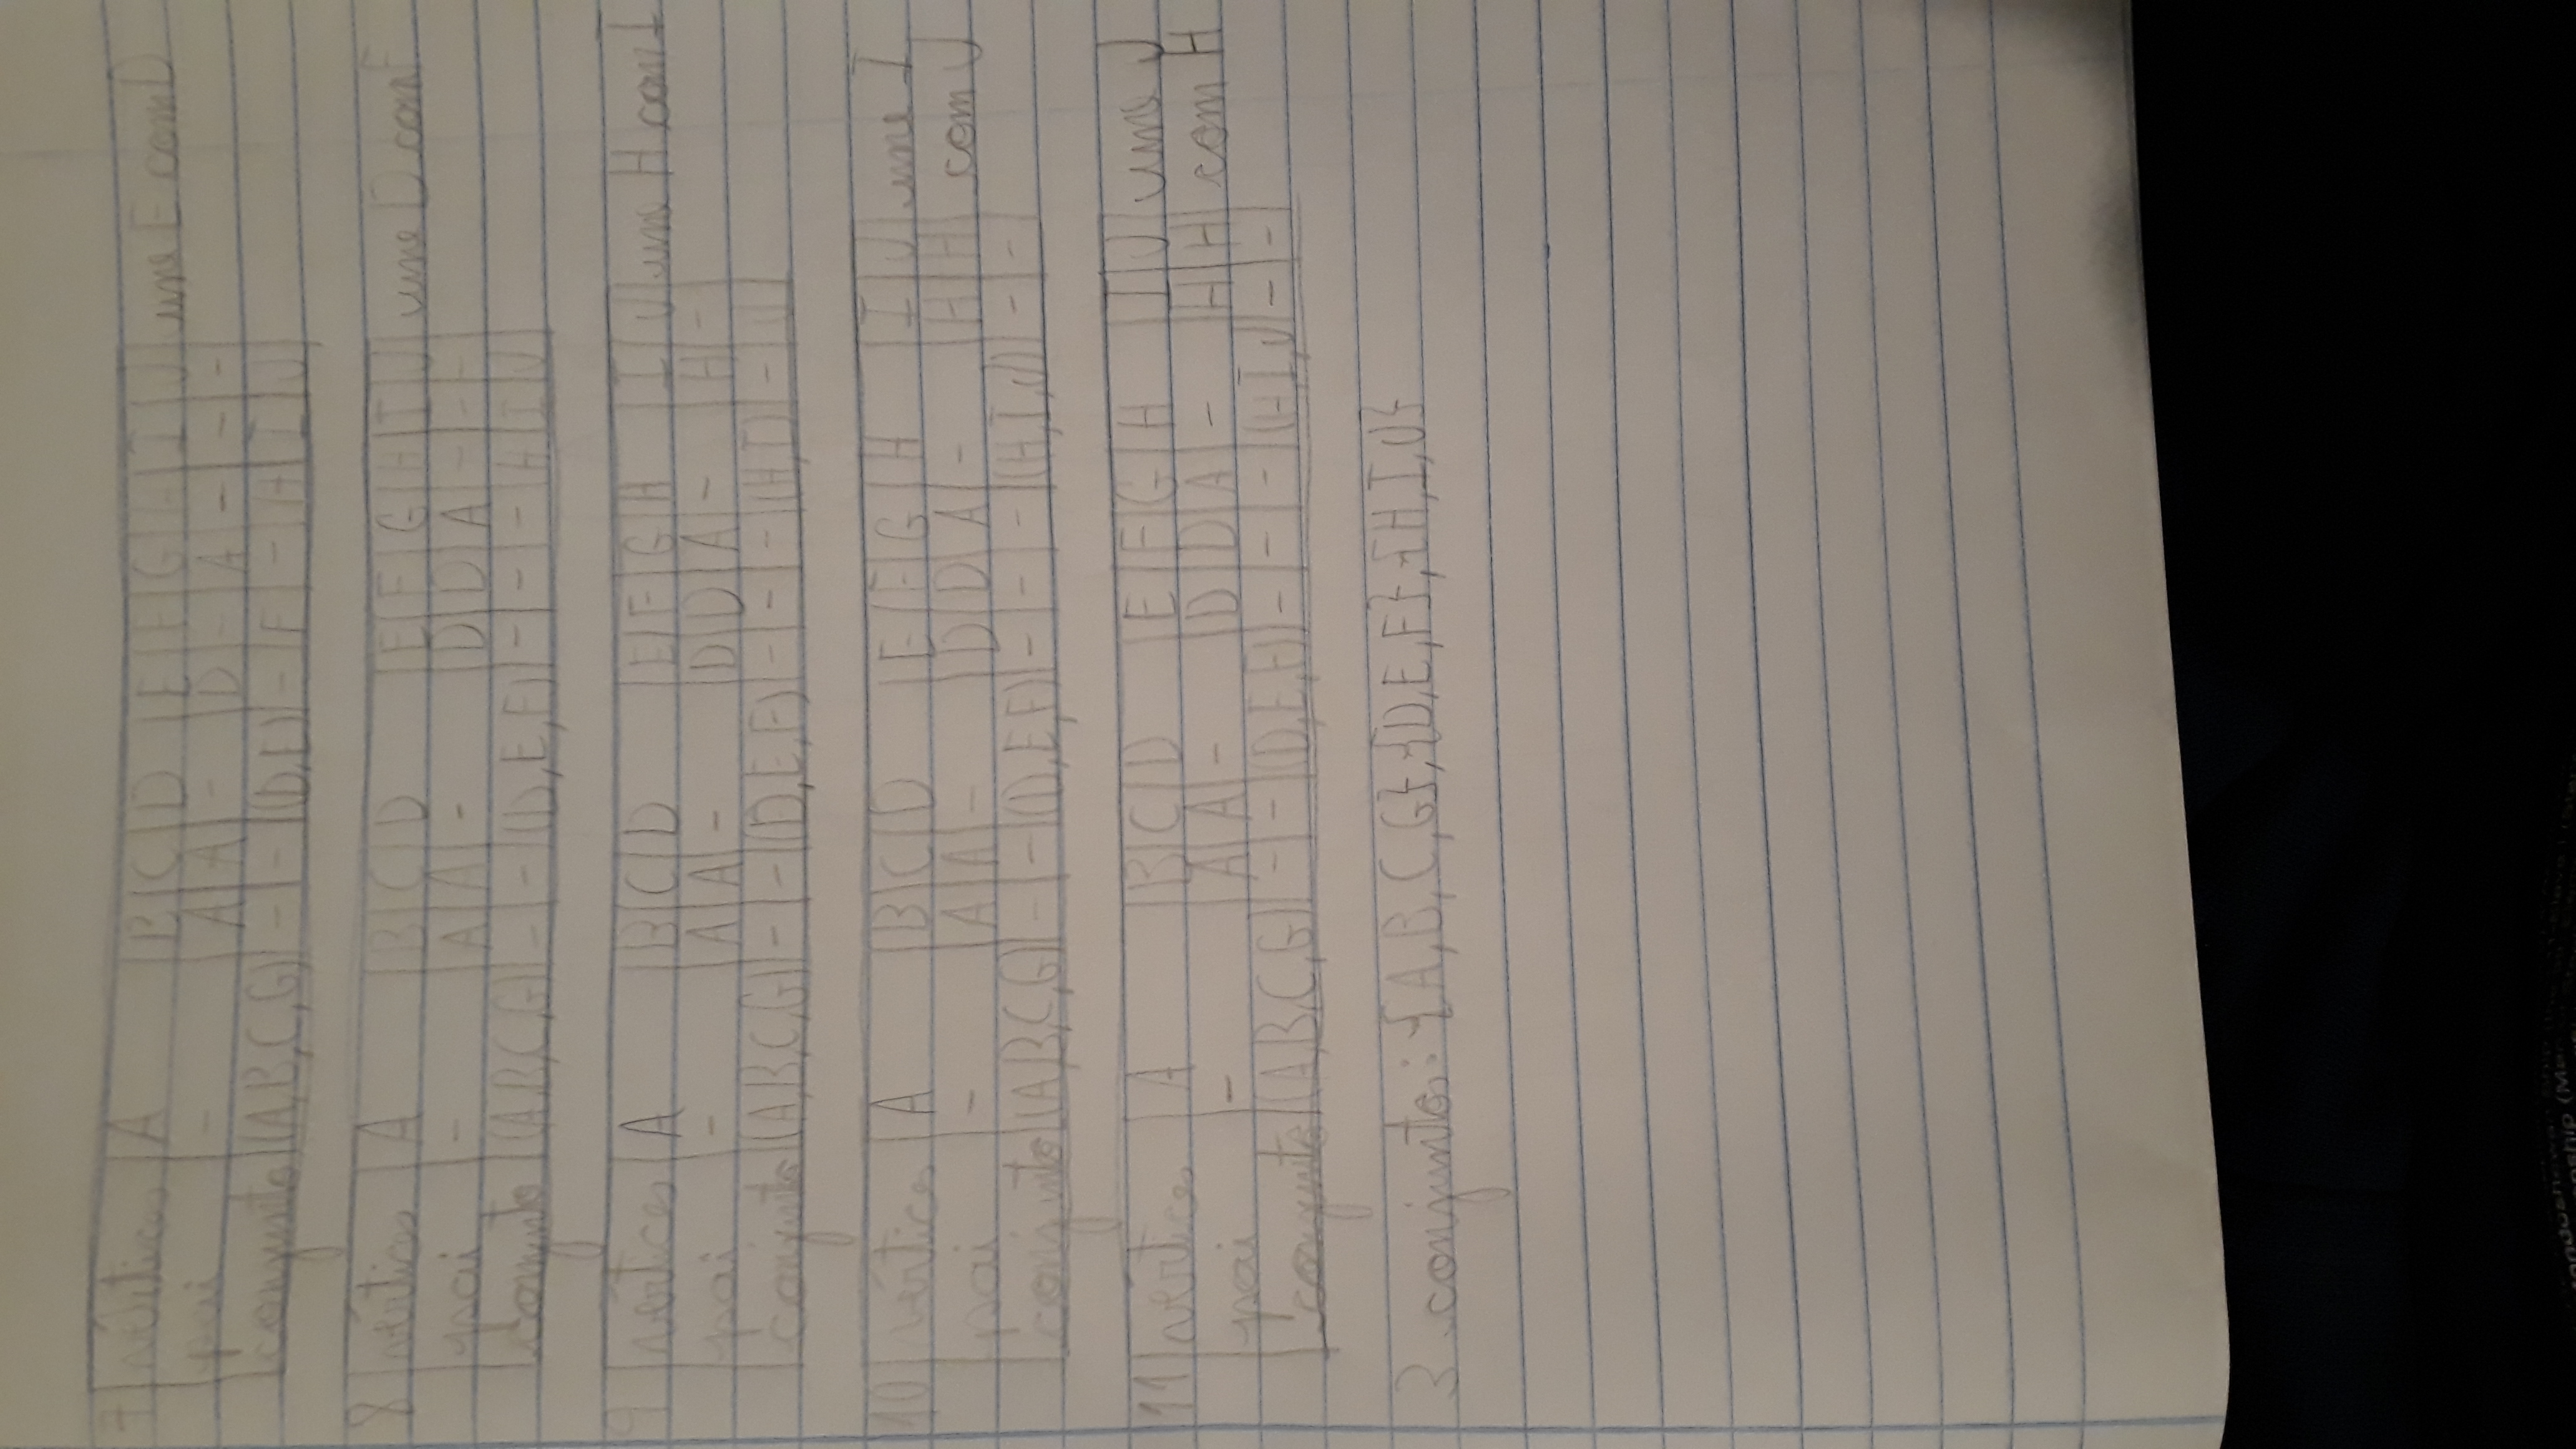 7 vértices A B C D E F G H I J une E com D
pai - A A - D - A - - -
conjunto (A,B,C,G) - - (D,E) - F - H I J
8 vértices A B C D E F G H I J une D com F
pai - A A - D D A - - -
conjunto (A,B,C,G) - - (D,E,F) - - - H I J
9 vértices A B C D E F G H I J une H com I
pai - A A - D D A - H -
conjunto (A,B,C,G) - - (D,E,F) - - - (H,I) - J
10 vértices A B C D E F G H I J une I
pai - A A - D D A - H H com J
conjunto (A,B,C,G) - - (D,E,F) - - - (H,I,J) - -
11 vértices A B C D E F G H I J une J
pai - A A - D D A - H H com H
conjunto (A,B,C,G) - - (D,E,F) - - - (H,I,J - -
3 conjuntos: {A, B, C, G}, {D, E, F}, {H, I, J}